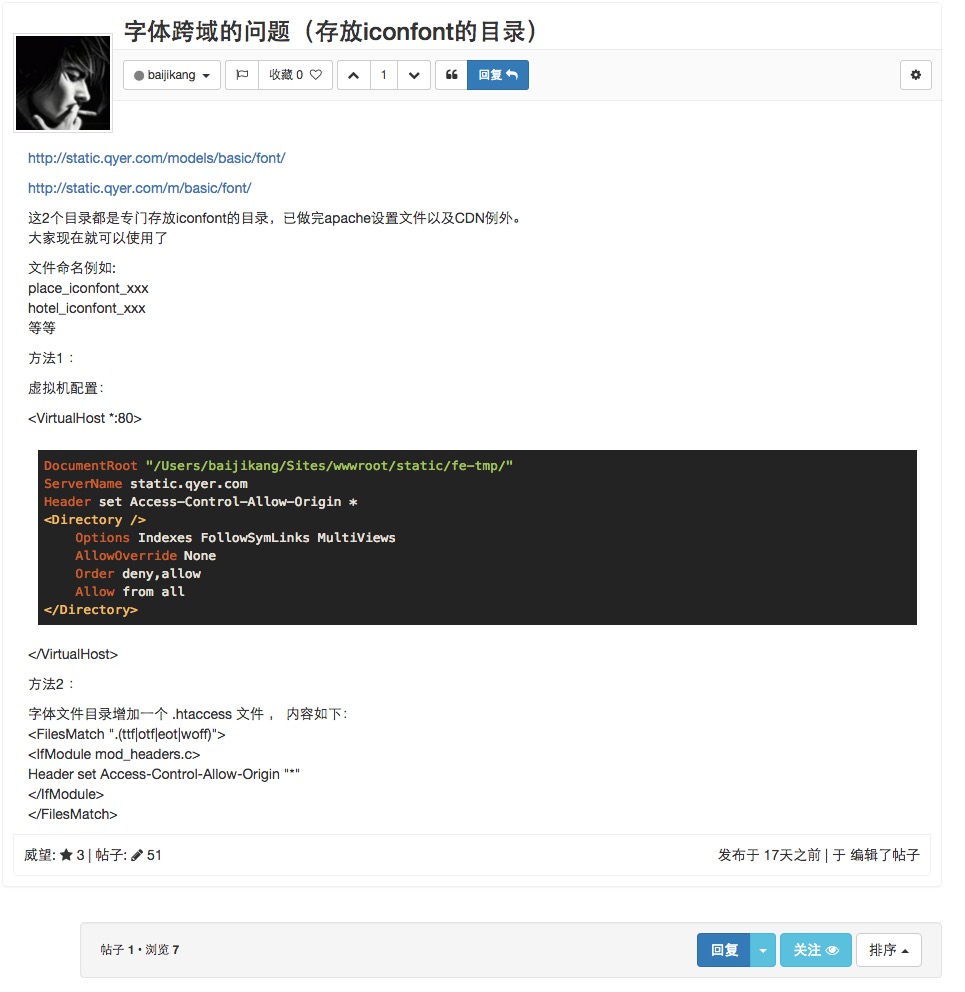 字体跨域的问题（存放iconfont的目录）
baijikang
收藏 0
1
回复
http://static.qyer.com/models/basic/font/
http://static.qyer.com/m/basic/font/
这2个目录都是专门存放iconfont的目录，已做完apache设置文件以及CDN例外。
大家现在就可以使用了
文件命名例如:
place_iconfont_xxx
hotel_iconfont_xxx
等等
方法1 :
虚拟机配置:
<VirtualHost *:80>
DocumentRoot "/Users/baijikang/Sites/wwwroot/static/fe-tmp/"
ServerName static.qyer.com
Header set Access-Control-Allow-Origin *
<Directory />
    Options Indexes FollowSymLinks MultiViews
    AllowOverride None
    Order deny,allow
    Allow from all
</Directory>
</VirtualHost>
方法2 :
字体文件目录增加一个 .htaccess 文件， 内容如下:
<FilesMatch ".(ttf|otf|eot|woff)">
<IfModule mod_headers.c>
Header set Access-Control-Allow-Origin "*"
</IfModule>
</FilesMatch>
威望: 3 | 帖子: 51
发布于 17天之前 | 于 编辑了帖子
帖子 1 • 浏览 7
回复
关注
排序